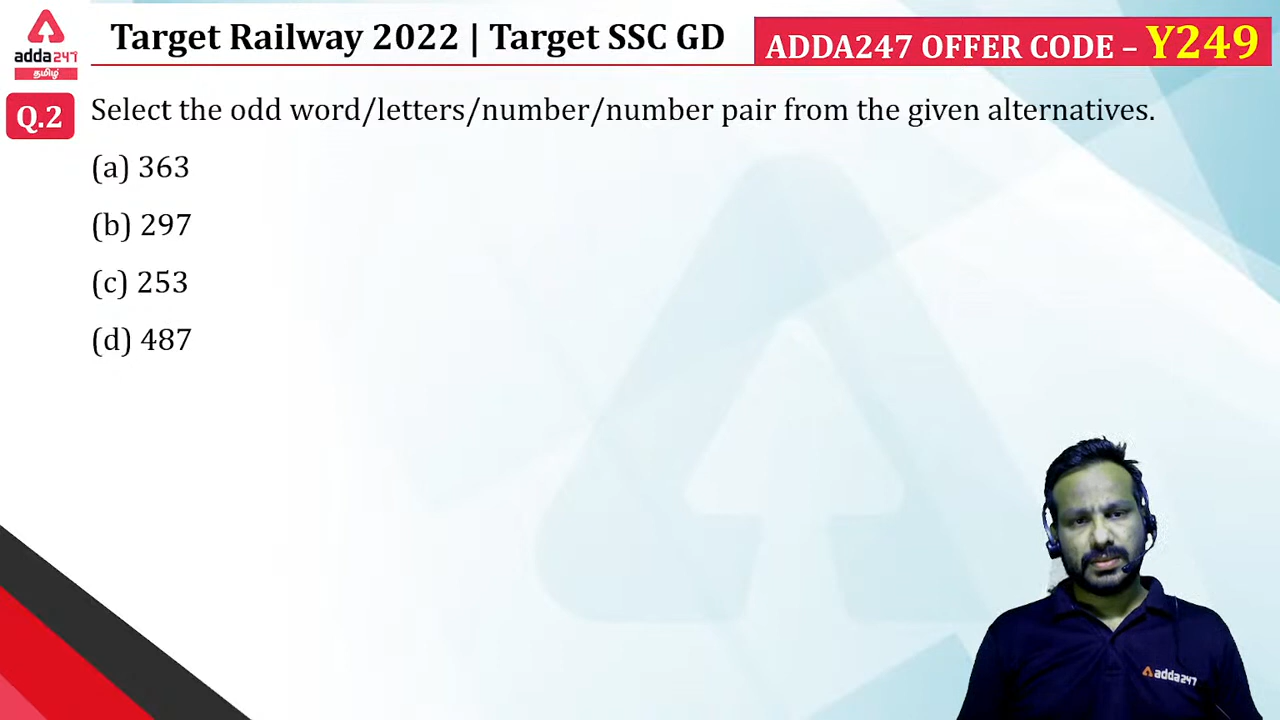 Target Railway 2022 | Target SSC GD
ADDA247 OFFER CODE – Y249
adda247
தமிழ்
Q.2 Select the odd word/letters/number/number pair from the given alternatives.
(a) 363
(b) 297
(c) 253
(d) 487
adda247